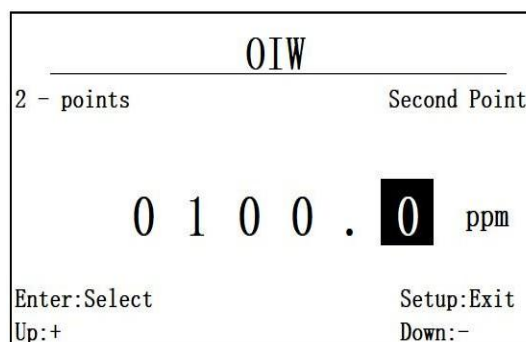 OIW
2 - points Second Point
0 1 0 0 . 0 ppm
Enter:Select Setup:Exit
Up:+ Down:-